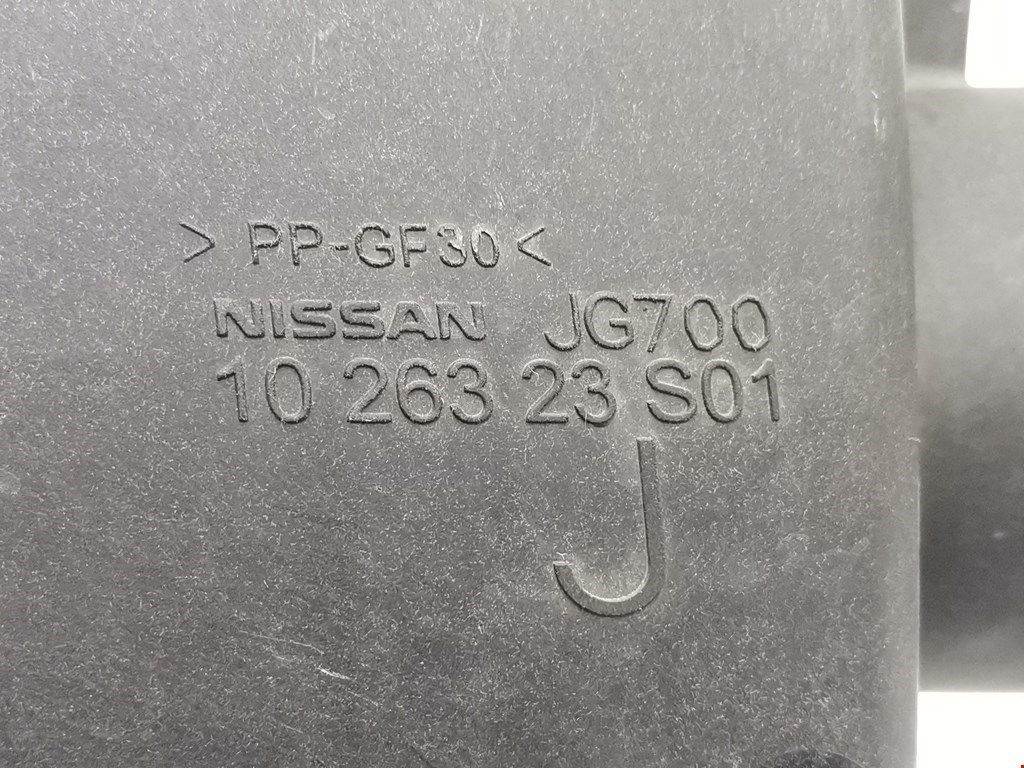 > PP-GF30 <
NISSAN JG700
10 263 23 S01
J